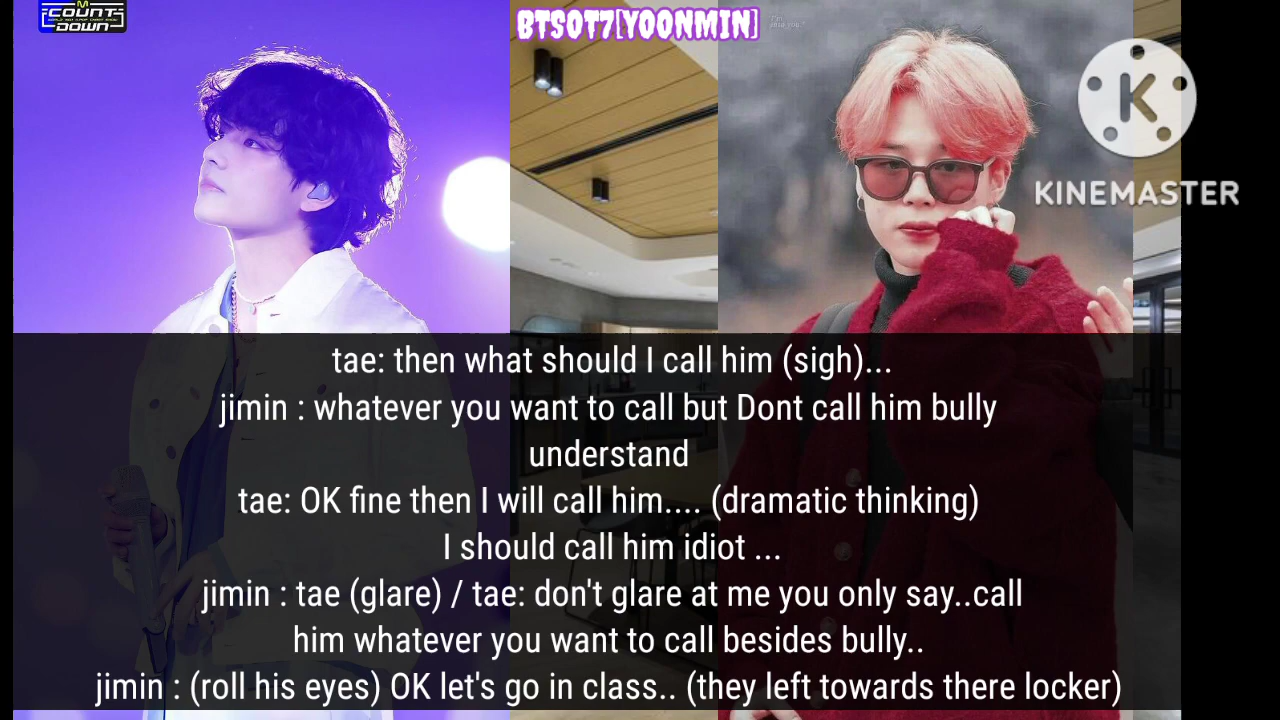 COUNT
DOWN
BTSOT7[YOONMIN]
K
KINEMASTER
tae: then what should I call him (sigh)...
jimin : whatever you want to call but Dont call him bully
understand
tae: OK fine then I will call him.... (dramatic thinking)
I should call him idiot ...
jimin : tae (glare) / tae: don't glare at me you only say..call
him whatever you want to call besides bully..
jimin : (roll his eyes) OK let's go in class.. (they left towards there locker)